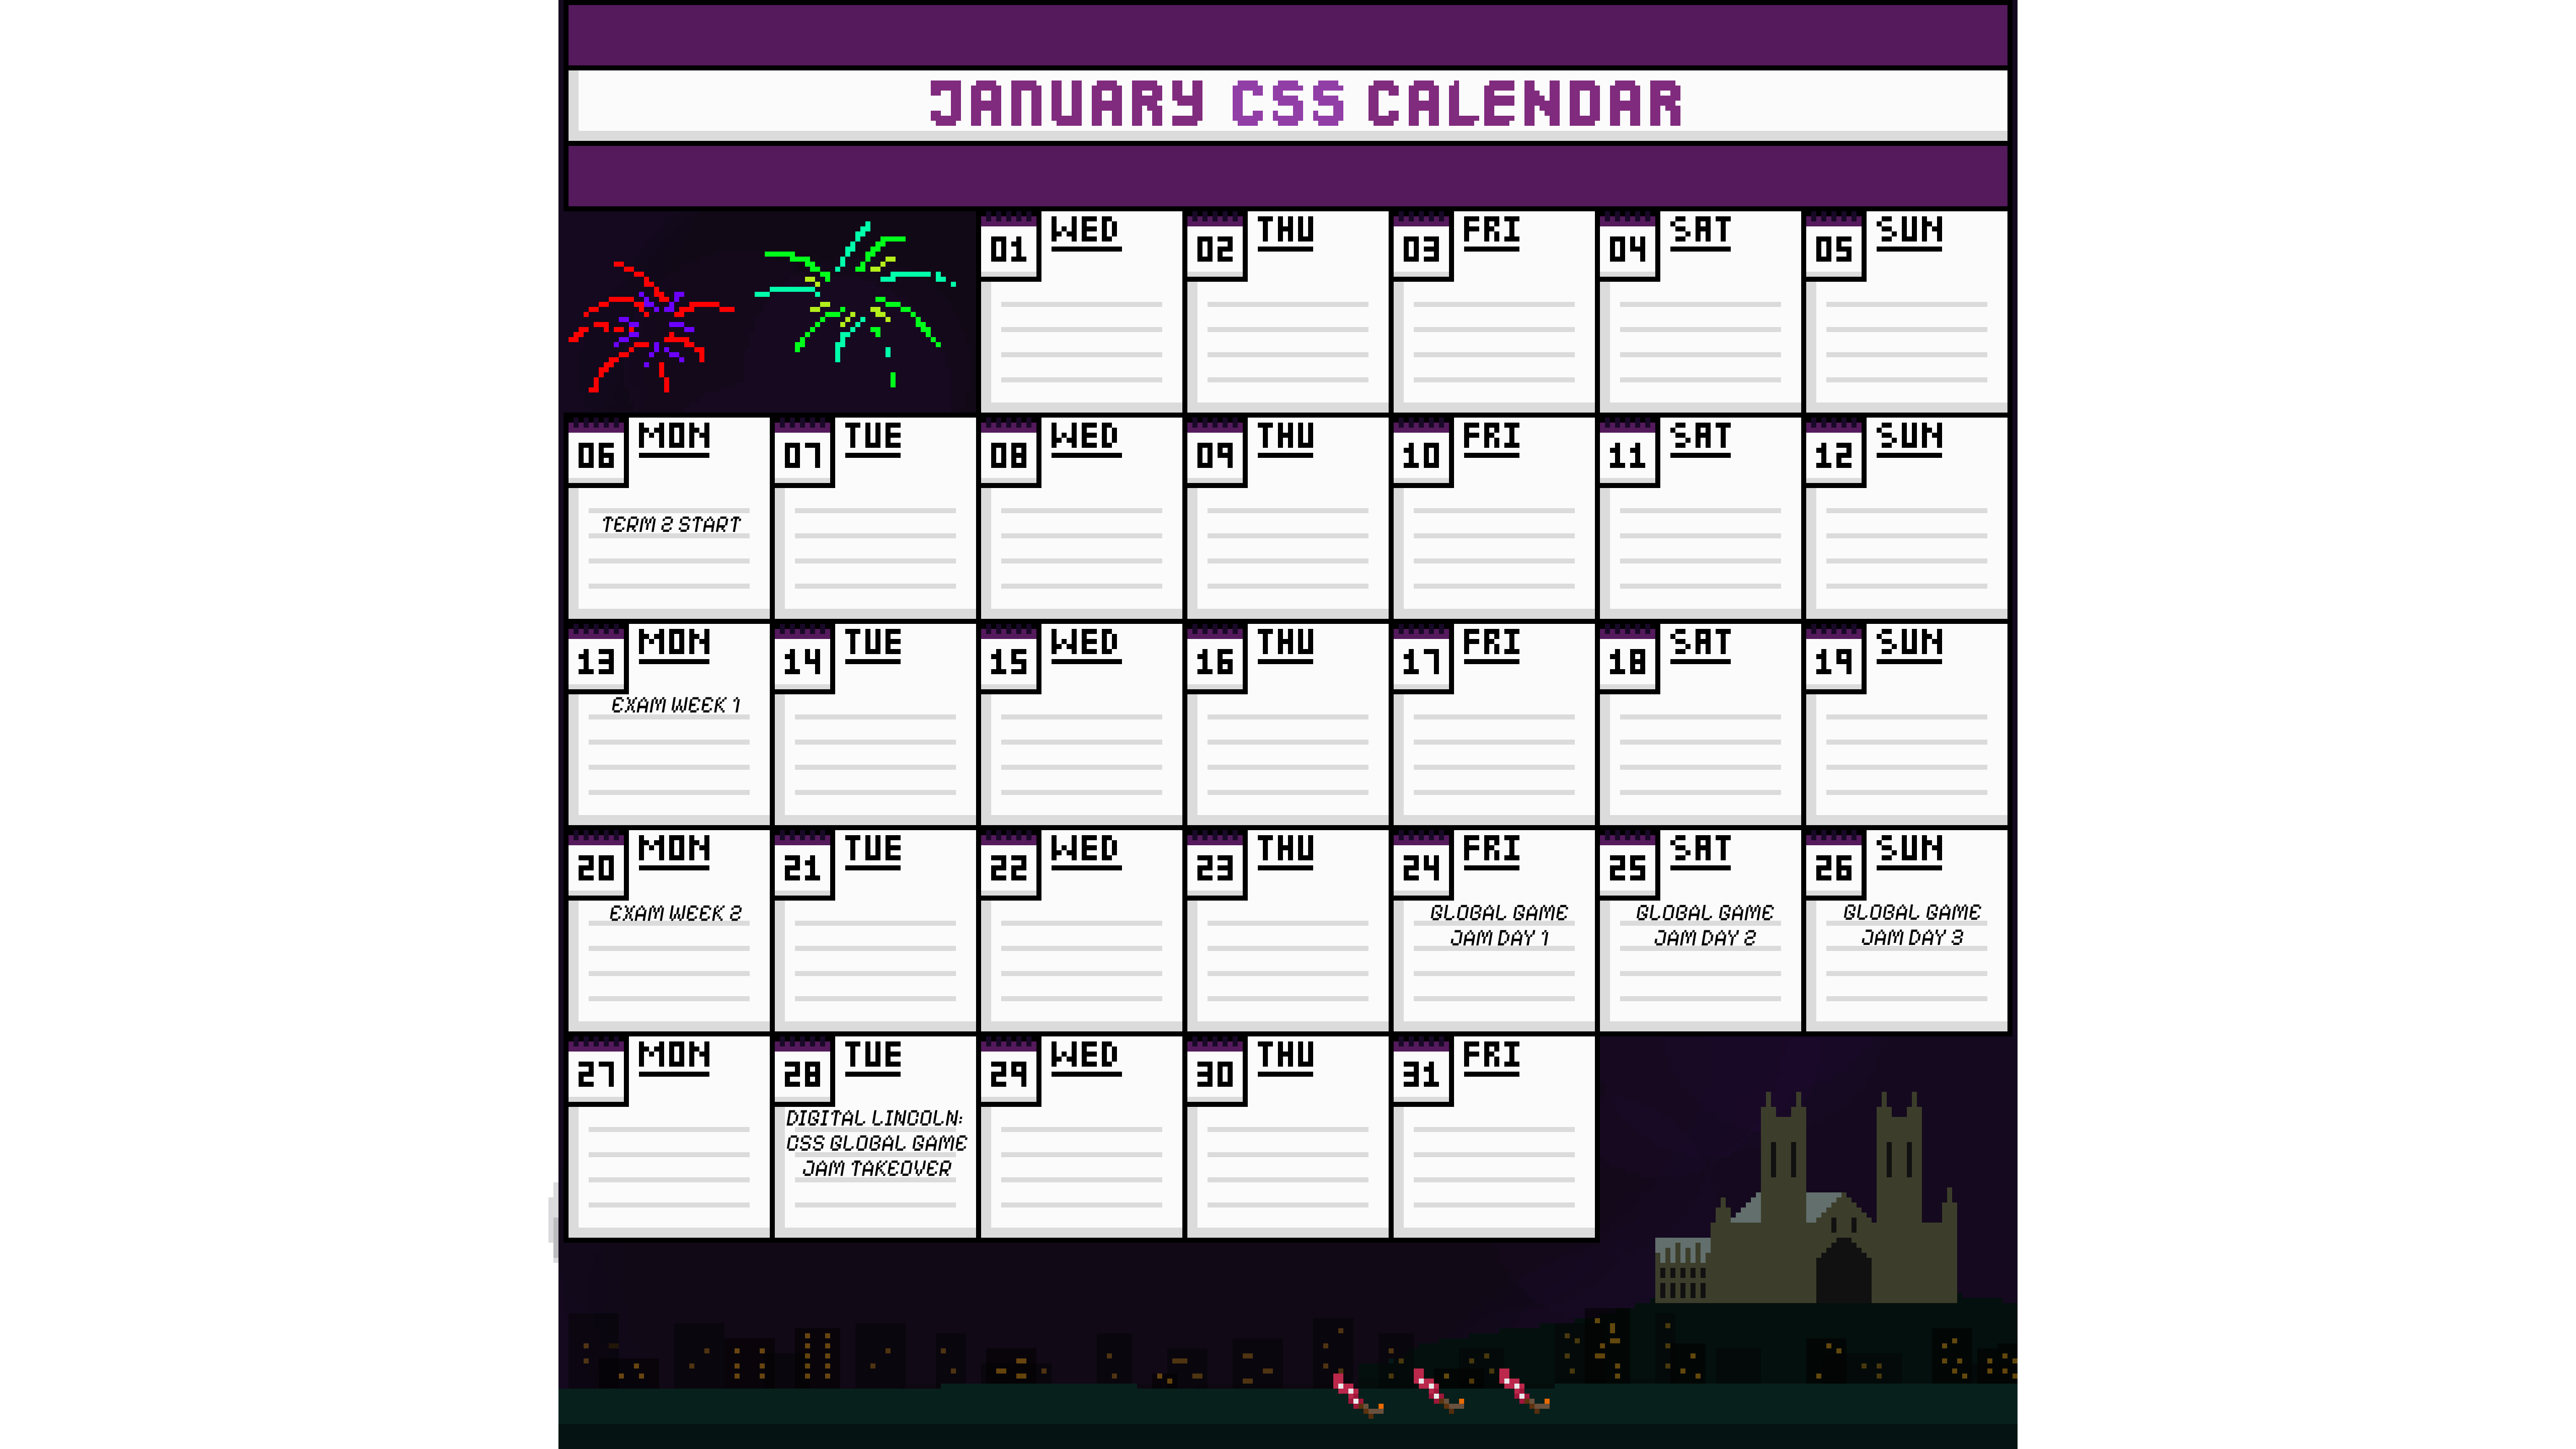 JANUARY CSS CALENDAR
01 WED
02 THU
03 FRI
04 SAT
05 SUN
06 MON
TERM 2 START
07 TUE
08 WED
09 THU
10 FRI
11 SAT
12 SUN
13 MON
EXAM WEEK 1
14 TUE
15 WED
16 THU
17 FRI
18 SAT
19 SUN
20 MON
EXAM WEEK 2
21 TUE
22 WED
23 THU
24 FRI
GLOBAL GAME
JAM DAY 1
25 SAT
GLOBAL GAME
JAM DAY 2
26 SUN
GLOBAL GAME
JAM DAY 3
27 MON
28 TUE
DIGITAL LINCOLN:
CSS GLOBAL GAME
JAM TAKEOVER
29 WED
30 THU
31 FRI